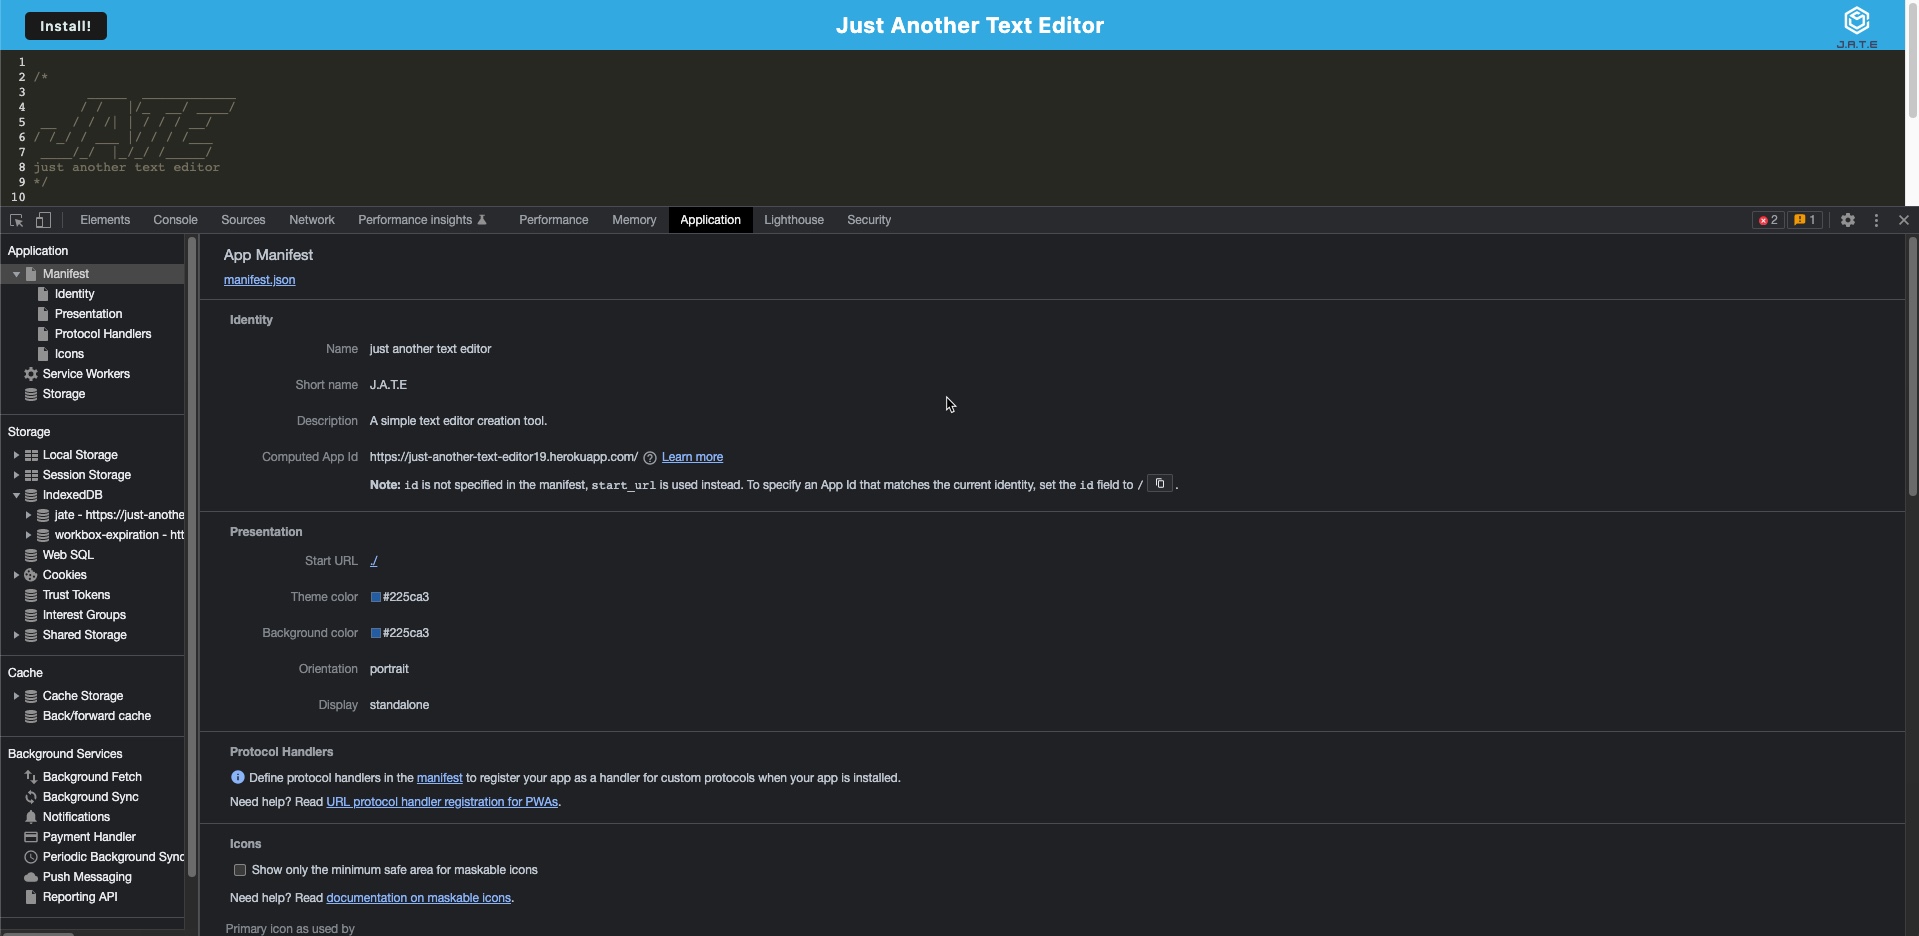 Install!
Just Another Text Editor
J.A.T.E
1
2 /*
3        _____  ____________
4       / /   |/_  __/ ____/
5  __  / / /| | / / / __/
6 / /_/ / ___ |/ / / /___
7  ____/_/  |_/_/ /_____/
8 just another text editor
9 */
10
Elements Console Sources Network Performance insights Performance Memory Application Lighthouse Security 2 1
Application
Manifest
Identity
Presentation
Protocol Handlers
Icons
Service Workers
Storage
Storage
Local Storage
Session Storage
IndexedDB
jate - https://just-anothe
workbox-expiration - htt
Web SQL
Cookies
Trust Tokens
Interest Groups
Shared Storage
Cache
Cache Storage
Back/forward cache
Background Services
Background Fetch
Background Sync
Notifications
Payment Handler
Periodic Background Sync
Push Messaging
Reporting API
App Manifest
manifest.json
Identity
Name just another text editor
Short name J.A.T.E
Description A simple text editor creation tool.
Computed App Id https://just-another-text-editor19.herokuapp.com/ ? Learn more
Note: id is not specified in the manifest, start_url is used instead. To specify an App Id that matches the current identity, set the id field to / .
Presentation
Start URL ./
Theme color #225ca3
Background color #225ca3
Orientation portrait
Display standalone
Protocol Handlers
Define protocol handlers in the manifest to register your app as a handler for custom protocols when your app is installed.
Need help? Read URL protocol handler registration for PWAs.
Icons
Show only the minimum safe area for maskable icons
Need help? Read documentation on maskable icons.
Primary icon as used by